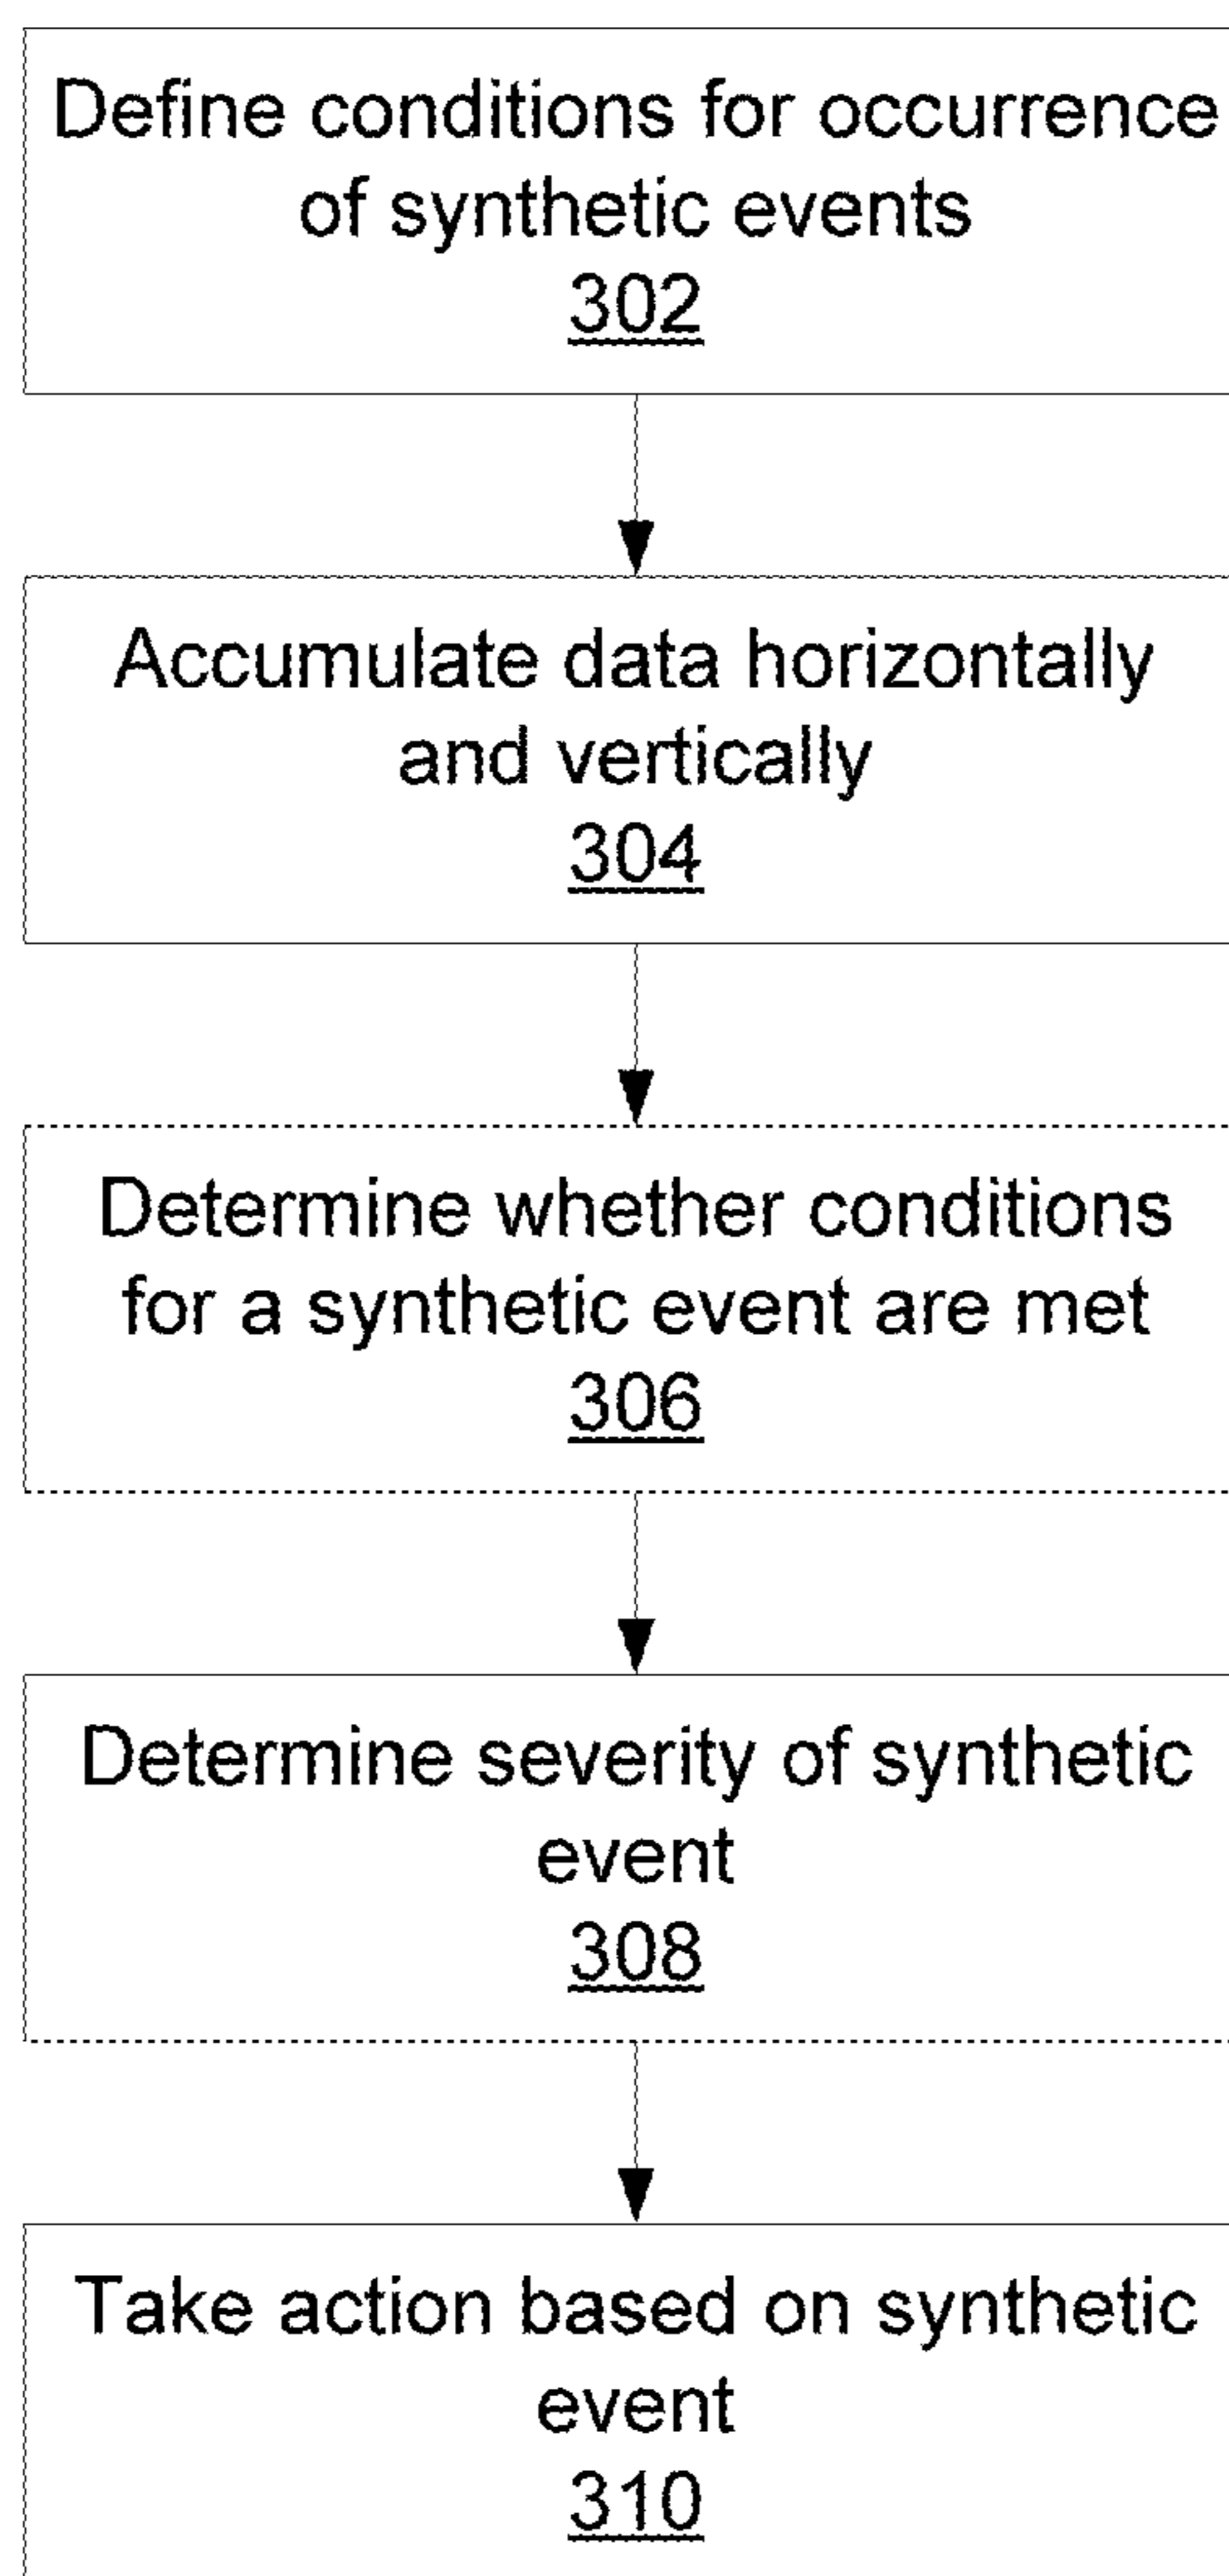 Define conditions for occurrence
of synthetic events
302
Accumulate data horizontally
and vertically
304
Determine whether conditions
for a synthetic event are met
306
Determine severity of synthetic
event
308
Take action based on synthetic
event
310